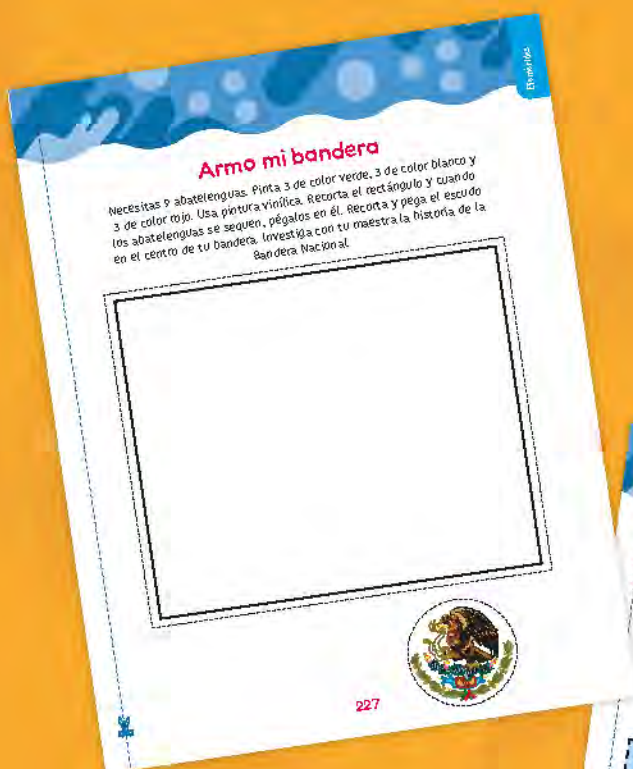 Efemérides
Armo mi bandera
Necesitas 9 abatelenguas. Pinta 3 de color verde, 3 de color blanco y
3 de color rojo. Usa pintura vinílica. Recorta el rectángulo y cuando
los abatelenguas se sequen, pégalos en él. Recorta y pega el escudo
en el centro de tu bandera. Investiga con tu maestra la historia de la
Bandera Nacional
227